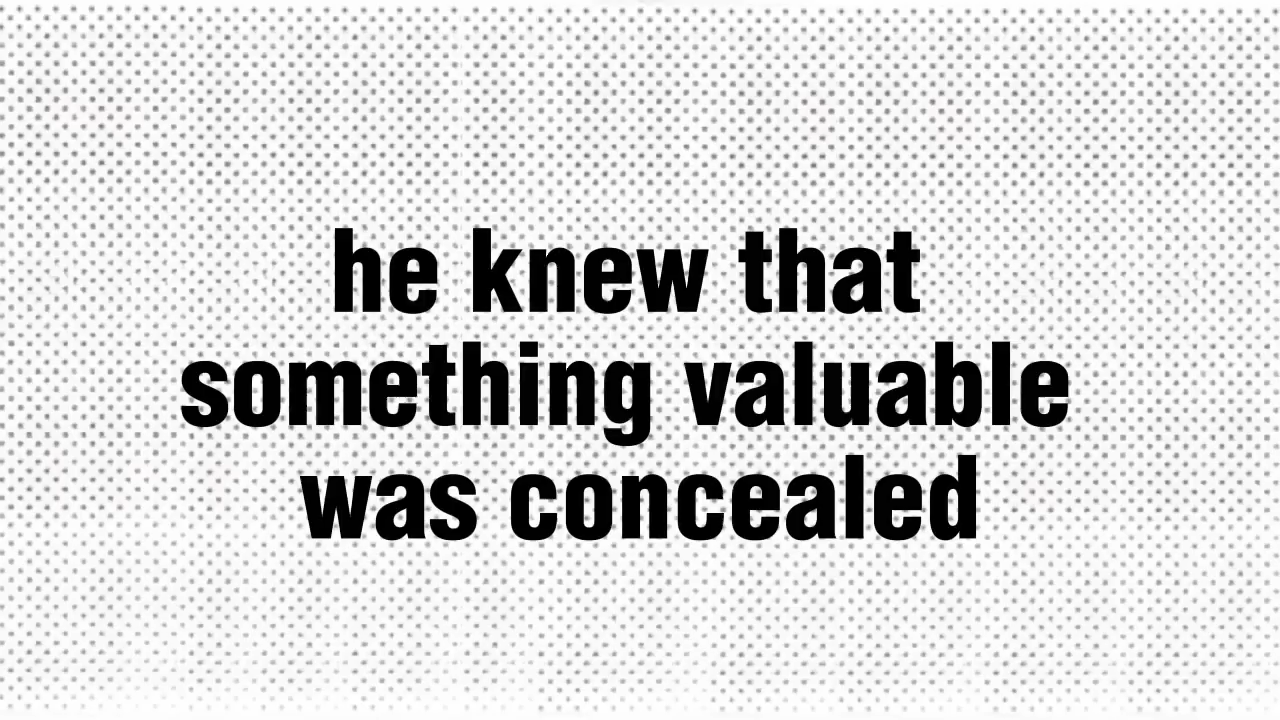 he knew that
something valuable
was concealed